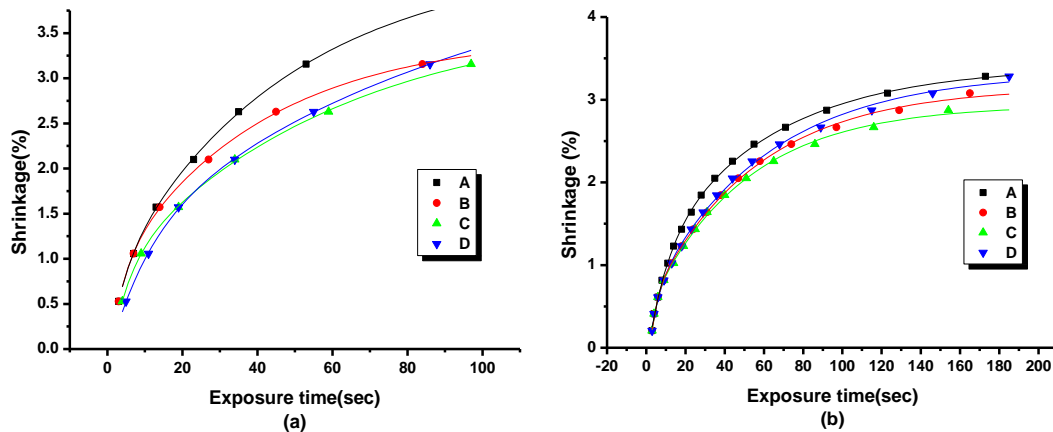 Shrinkage(%)
3.5
3.0
2.5
2.0
1.5
1.0
0.5
0.0
0
20
40
60
80
100
Exposure time(sec)
(a)
A
B
C
D
Shrinkage (%)
4
3
2
1
0
-20
0
20
40
60
80
100
120
140
160
180
200
Exposure time(sec)
(b)
A
B
C
D